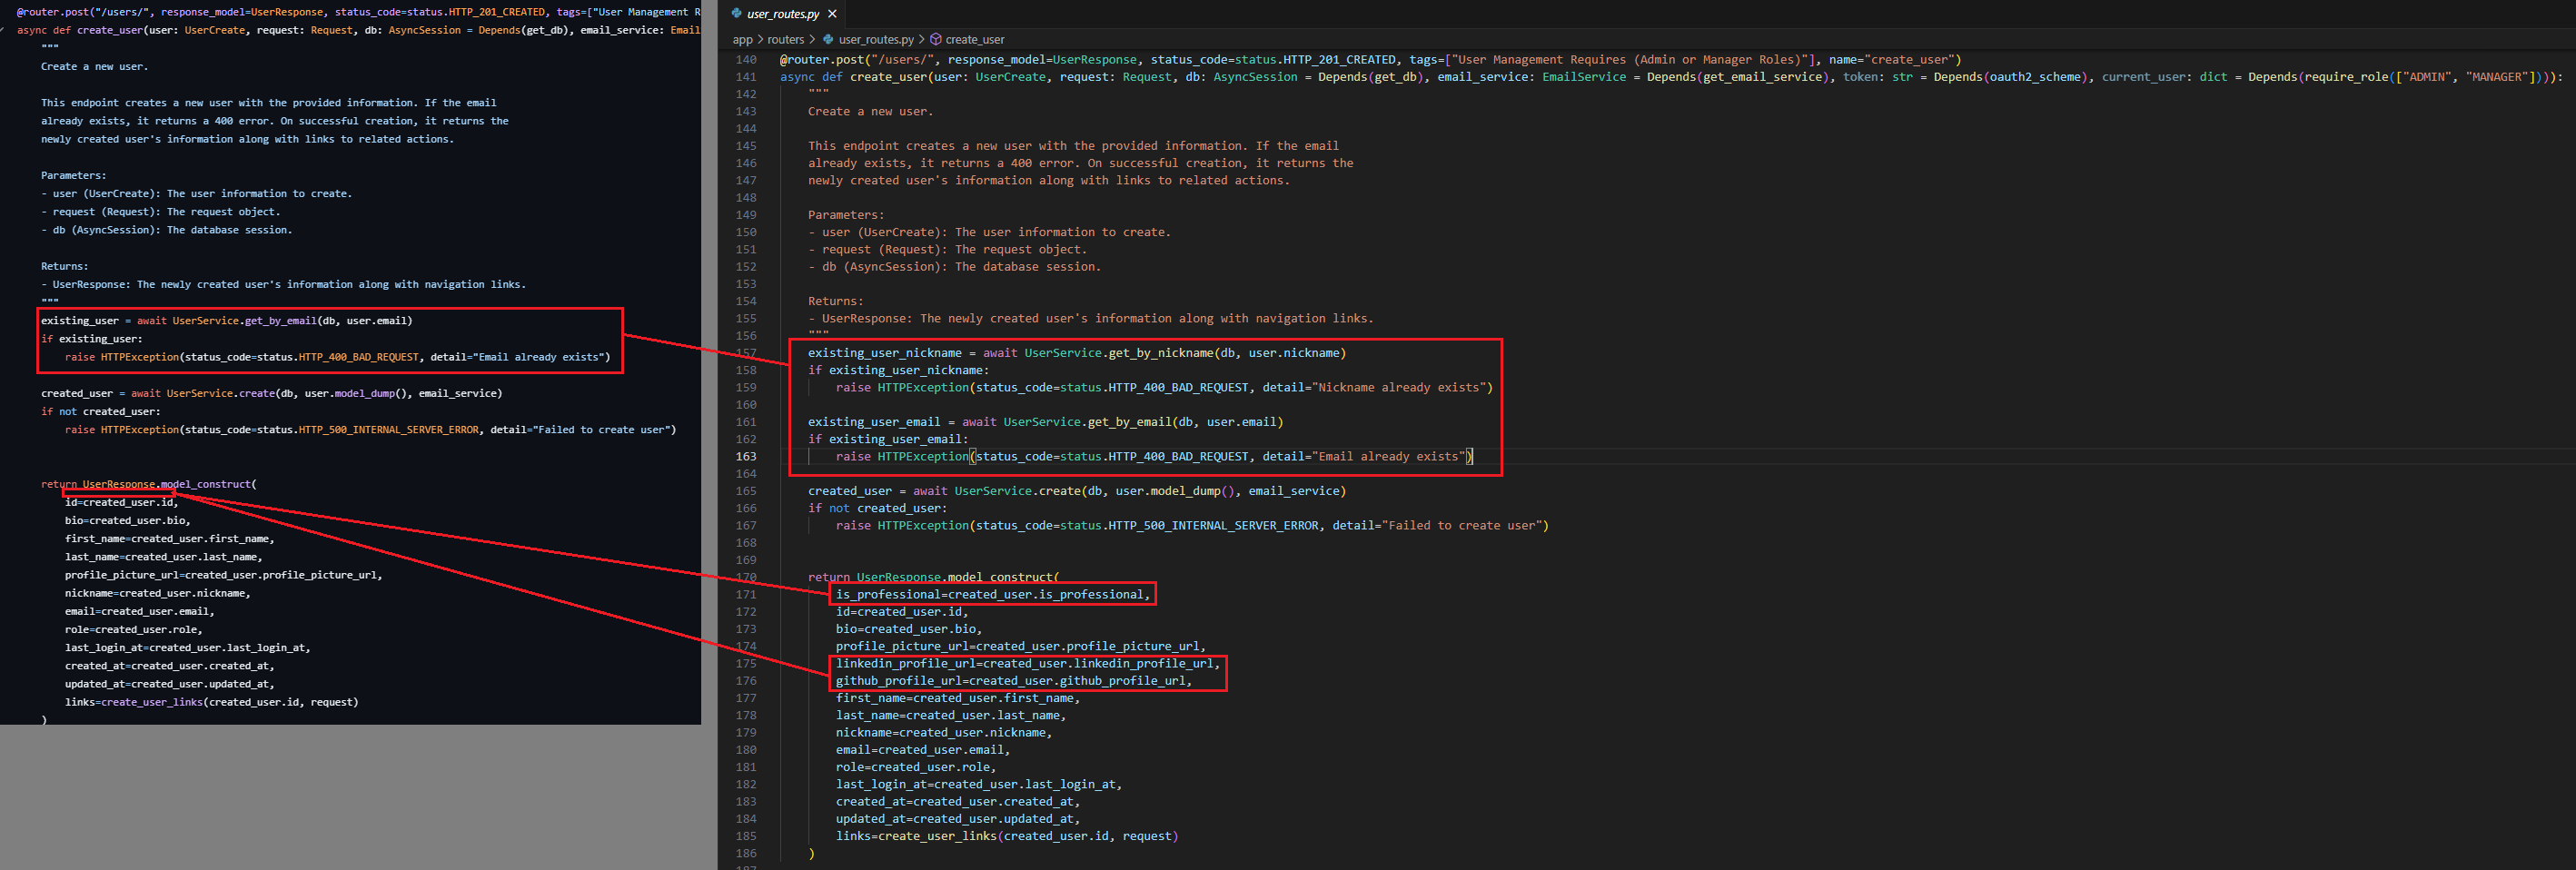 @router.post("/users/", response_model=UserResponse, status_code=status.HTTP_201_CREATED, tags=["User Management R
async def create_user(user: UserCreate, request: Request, db: AsyncSession = Depends(get_db), email_service: Email
"""
Create a new user.
This endpoint creates a new user with the provided information. If the email
already exists, it returns a 400 error. On successful creation, it returns the
newly created user's information along with links to related actions.
Parameters:
- user (UserCreate): The user information to create.
- request (Request): The request object.
- db (AsyncSession): The database session.
Returns:
- UserResponse: The newly created user's information along with navigation links.
"""
existing_user = await UserService.get_by_email(db, user.email)
if existing_user:
raise HTTPException(status_code=status.HTTP_400_BAD_REQUEST, detail="Email already exists")
created_user = await UserService.create(db, user.model_dump(), email_service)
if not created_user:
raise HTTPException(status_code=status.HTTP_500_INTERNAL_SERVER_ERROR, detail="Failed to create user")
return UserResponse.model_construct(
id=created_user.id,
bio=created_user.bio,
first_name=created_user.first_name,
last_name=created_user.last_name,
profile_picture_url=created_user.profile_picture_url,
nickname=created_user.nickname,
email=created_user.email,
role=created_user.role,
last_login_at=created_user.last_login_at,
created_at=created_user.created_at,
updated_at=created_user.updated_at,
links=create_user_links(created_user.id, request)
)
user_routes.py
app > routers > user_routes.py > create_user
140 @router.post("/users/", response_model=UserResponse, status_code=status.HTTP_201_CREATED, tags=["User Management Requires (Admin or Manager Roles)"], name="create_user")
141 async def create_user(user: UserCreate, request: Request, db: AsyncSession = Depends(get_db), email_service: EmailService = Depends(get_email_service), token: str = Depends(oauth2_scheme), current_user: dict = Depends(require_role(["ADMIN", "MANAGER"]))):
142 """
143 Create a new user.
144
145 This endpoint creates a new user with the provided information. If the email
146 already exists, it returns a 400 error. On successful creation, it returns the
147 newly created user's information along with links to related actions.
148
149 Parameters:
150 - user (UserCreate): The user information to create.
151 - request (Request): The request object.
152 - db (AsyncSession): The database session.
153
154 Returns:
155 - UserResponse: The newly created user's information along with navigation links.
156 """
157 existing_user_nickname = await UserService.get_by_nickname(db, user.nickname)
158 if existing_user_nickname:
159 raise HTTPException(status_code=status.HTTP_400_BAD_REQUEST, detail="Nickname already exists")
160
161 existing_user_email = await UserService.get_by_email(db, user.email)
162 if existing_user_email:
163 raise HTTPException(status_code=status.HTTP_400_BAD_REQUEST, detail="Email already exists")
164
165 created_user = await UserService.create(db, user.model_dump(), email_service)
166 if not created_user:
167 raise HTTPException(status_code=status.HTTP_500_INTERNAL_SERVER_ERROR, detail="Failed to create user")
168
169
170 return UserResponse.model_construct(
171 is_professional=created_user.is_professional,
172 id=created_user.id,
173 bio=created_user.bio,
174 profile_picture_url=created_user.profile_picture_url,
175 linkedin_profile_url=created_user.linkedin_profile_url,
176 github_profile_url=created_user.github_profile_url,
177 first_name=created_user.first_name,
178 last_name=created_user.last_name,
179 nickname=created_user.nickname,
180 email=created_user.email,
181 role=created_user.role,
182 last_login_at=created_user.last_login_at,
183 created_at=created_user.created_at,
184 updated_at=created_user.updated_at,
185 links=create_user_links(created_user.id, request)
186 )
187